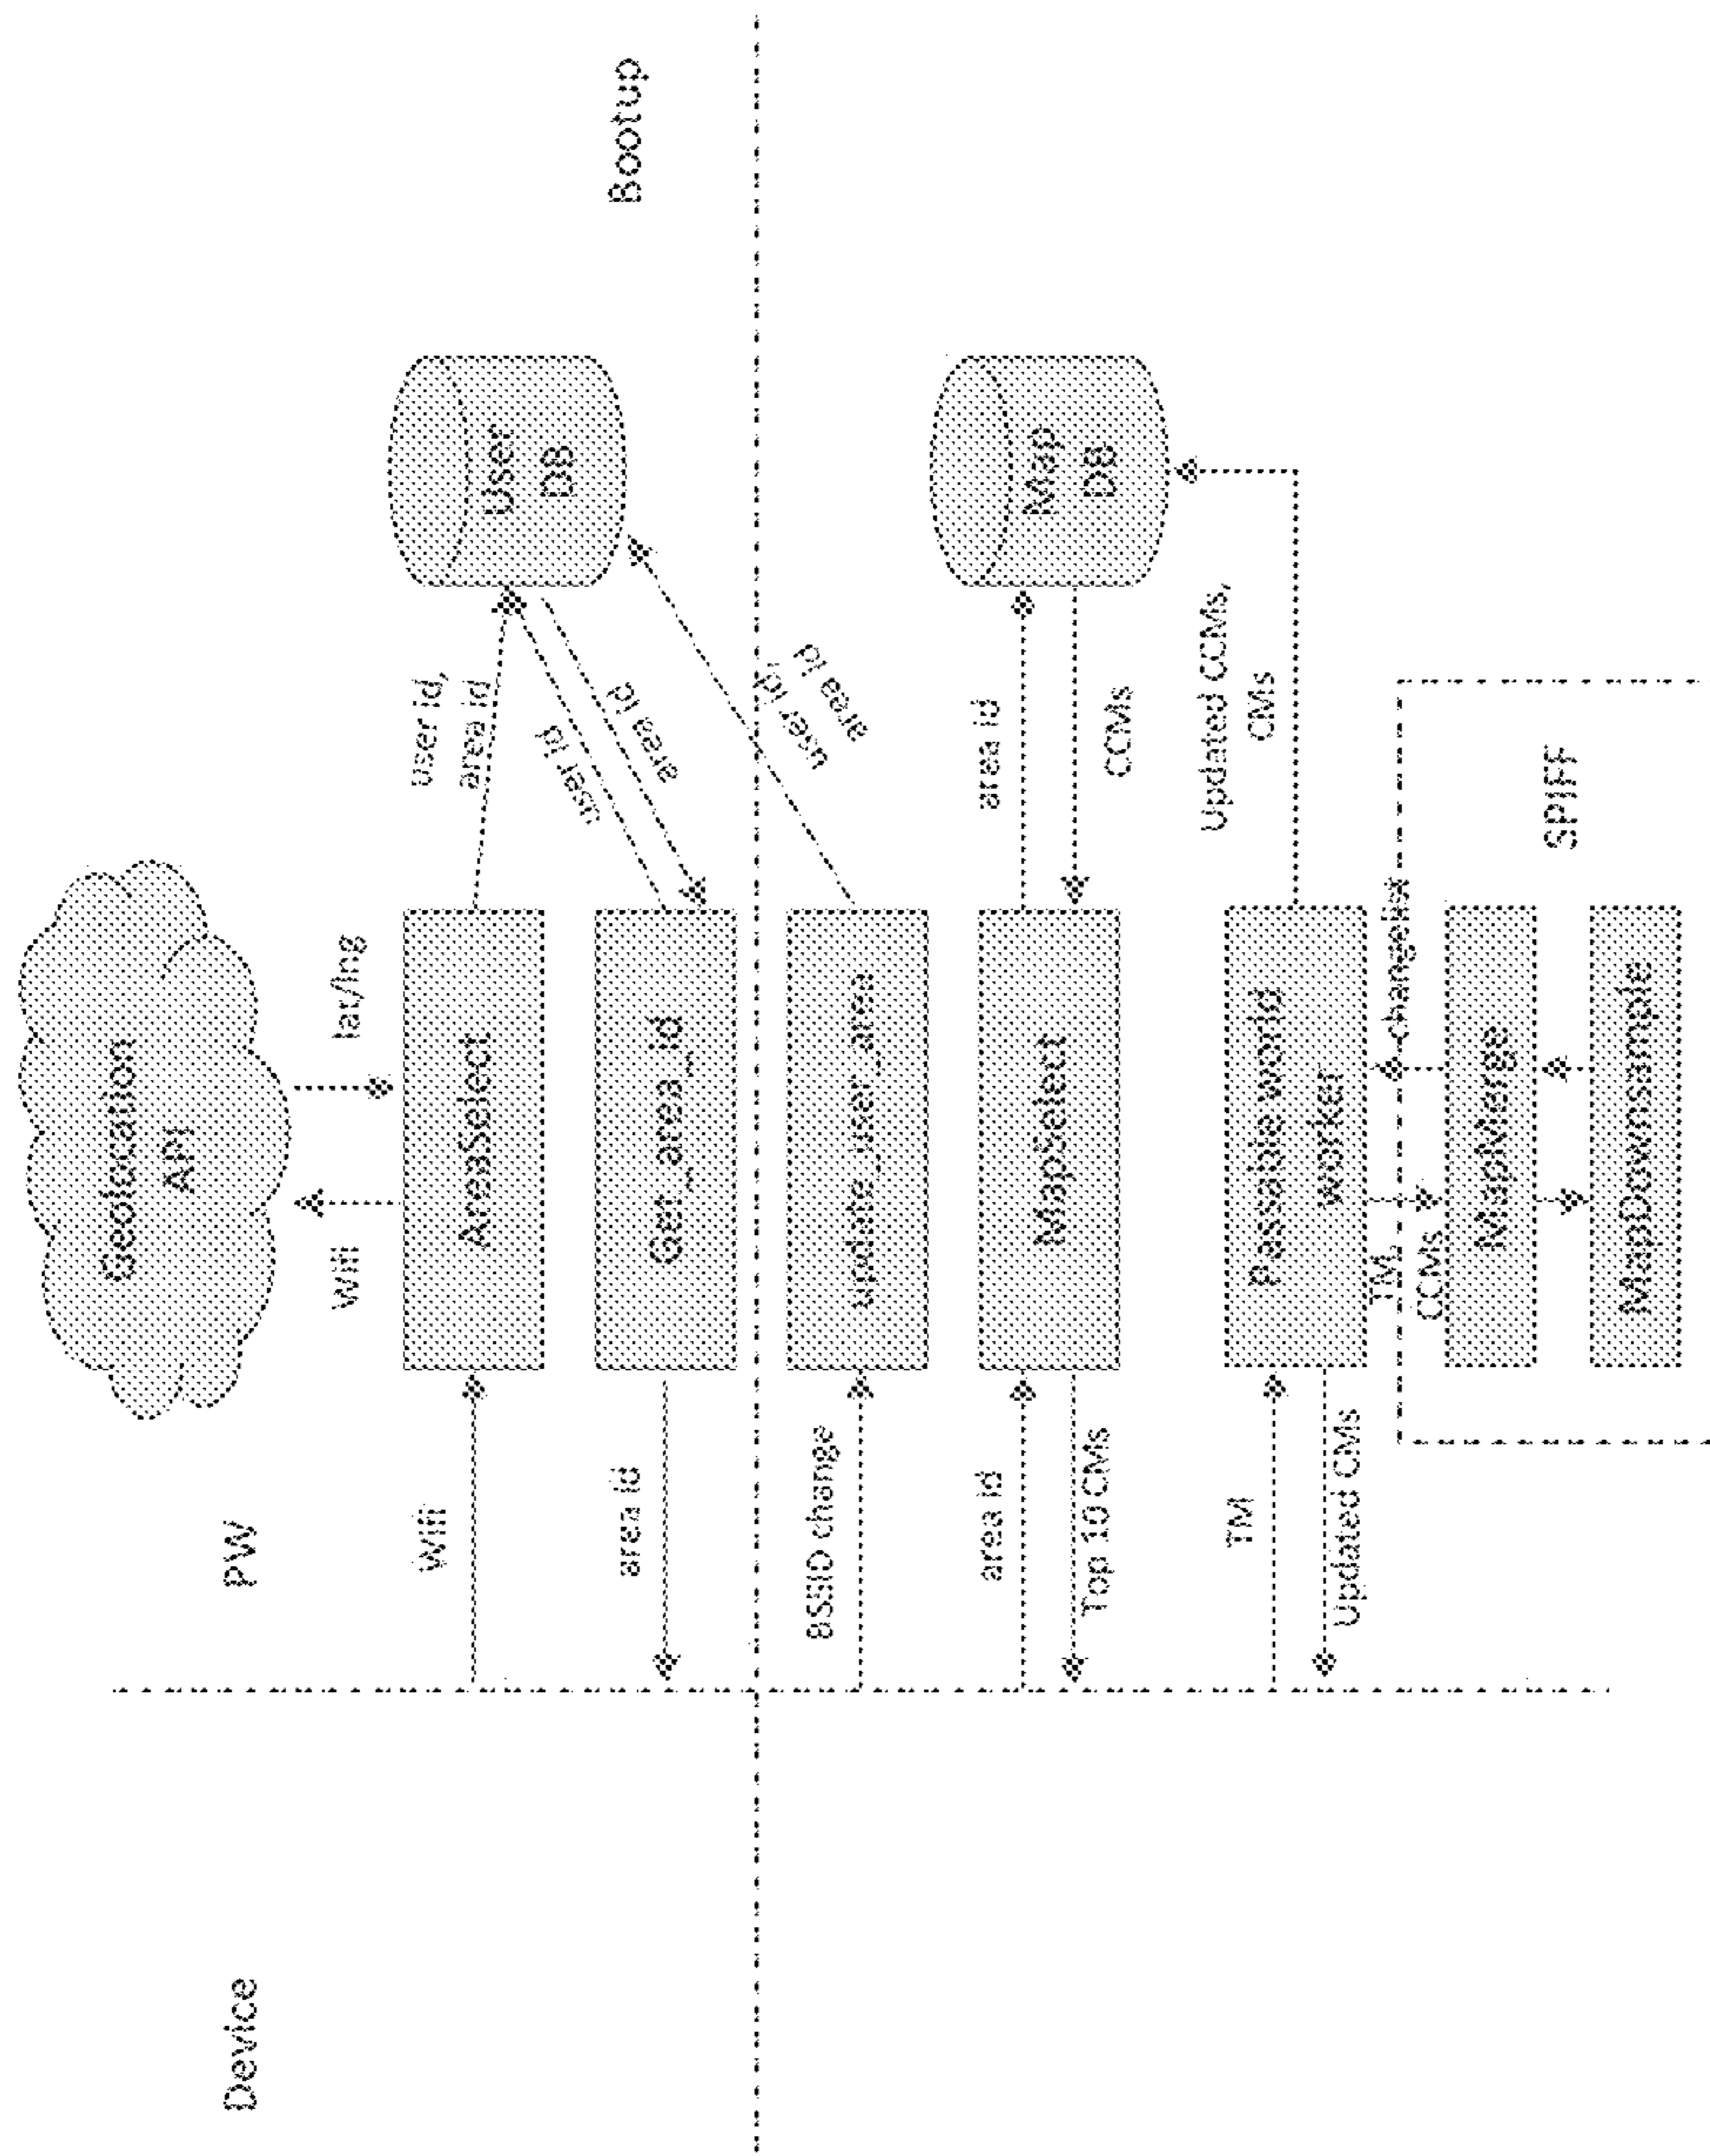 Device
PW
Bootup
Geolocation
API
Wifi
lat/lng
Wifi
AreaSelect
user id,
area id
User
DB
area id
Get_area_id
user id
area id
BSSID change
update_user_area
user id,
area id
area id
Top 10 CMs
MapSelect
area id
CCMs
Map
DB
TM
Updated CMs
Passable world
worker
Updated CCMs,
CMs
TM,
CCMs
changelist
SPIFF
MapMerge
MapDownsample